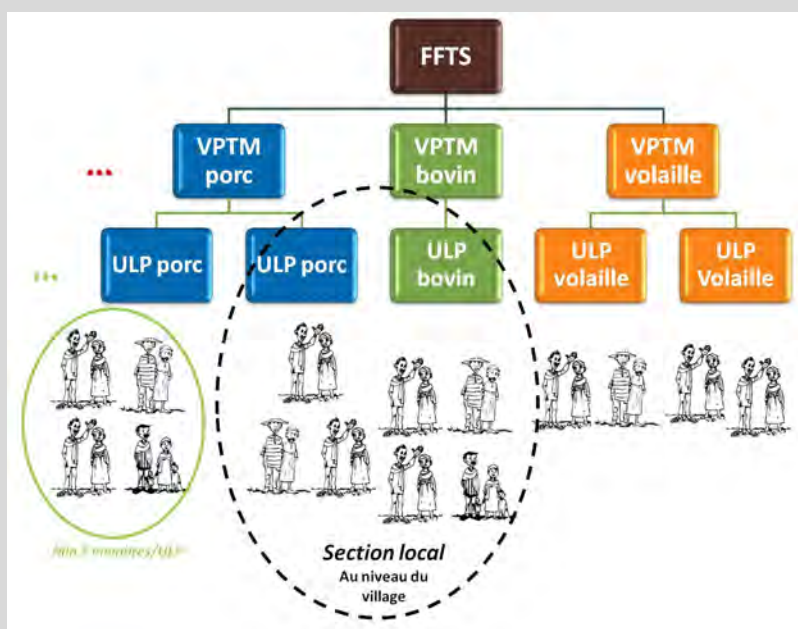 FFTS
VPTM
porc
VPTM
bovin
VPTM
volaille
ULP porc
ULP porc
ULP
bovin
ULP
volaille
ULP
Volaille
Section local
Au niveau du
village